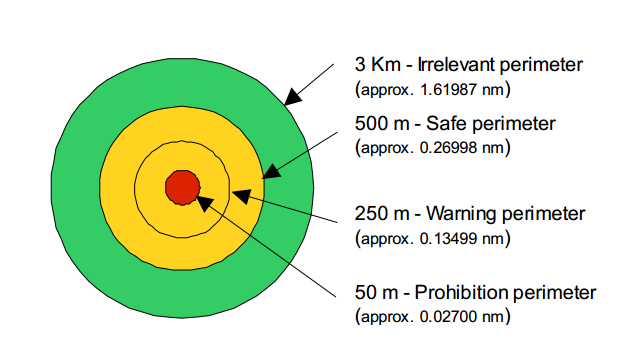 3 Km - Irrelevant perimeter
(approx. 1.61987 nm)
500 m - Safe perimeter
(approx. 0.26998 nm)
250 m - Warning perimeter
(approx. 0.13499 nm)
50 m - Prohibition perimeter
(approx. 0.02700 nm)